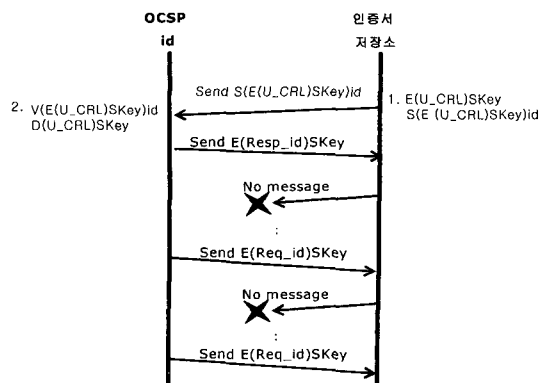 OCSP
id
인증서
저장소
Send S(E(U_CRL)SKey)id
1. E(U_CRL)SKey
S(E (U_CRL)SKey)id
2. V(E(U_CRL)SKey)id
D(U_CRL)SKey
Send E(Resp_id)SKey
No message
:
Send E(Req_id)SKey
No message
:
Send E(Req_id)SKey